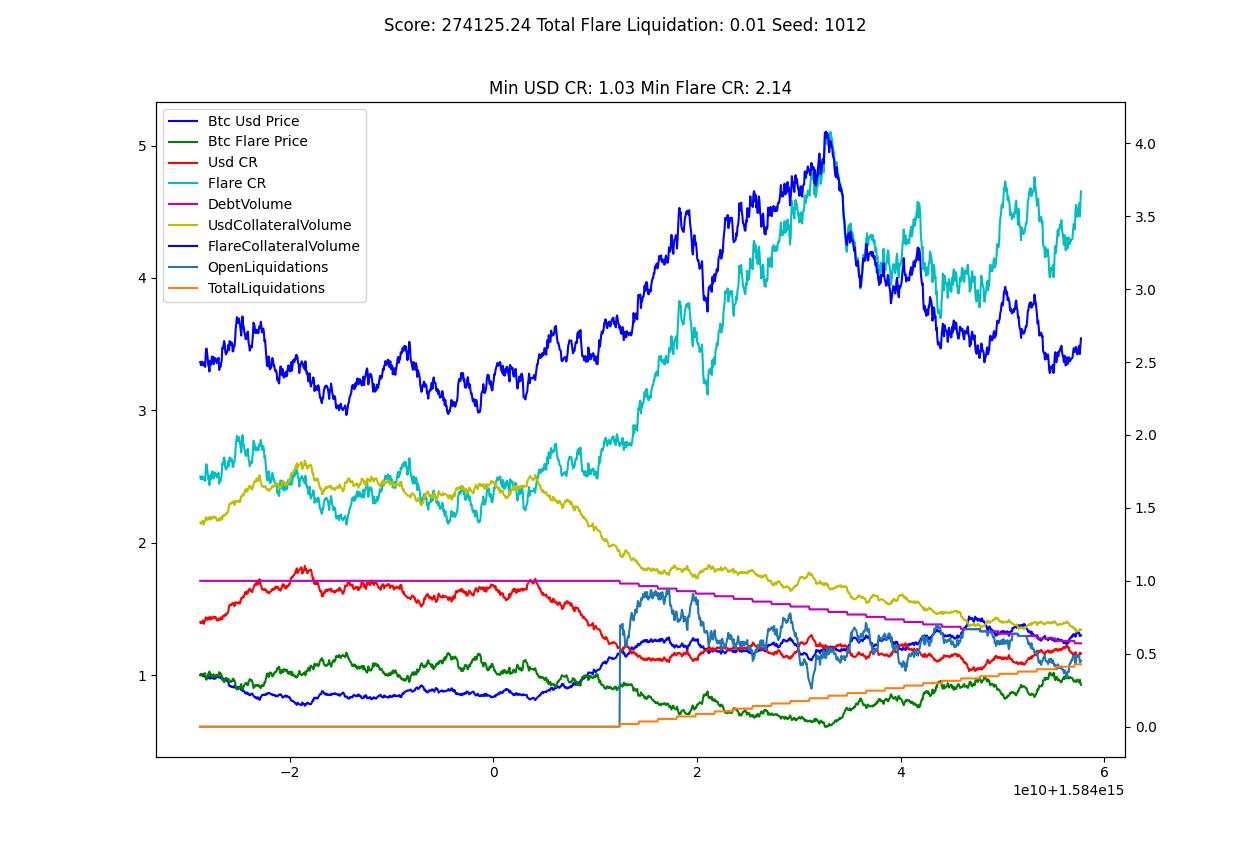 Score: 274125.24 Total Flare Liquidation: 0.01 Seed: 1012
Min USD CR: 1.03 Min Flare CR: 2.14
Btc Usd Price
Btc Flare Price
Usd CR
Flare CR
DebtVolume
UsdCollateralVolume
FlareCollateralVolume
OpenLiquidations
TotalLiquidations
5
4
3
2
1
4.0
3.5
3.0
2.5
2.0
1.5
1.0
0.5
0.0
−2
0
2
4
6
1e10+1.584e15